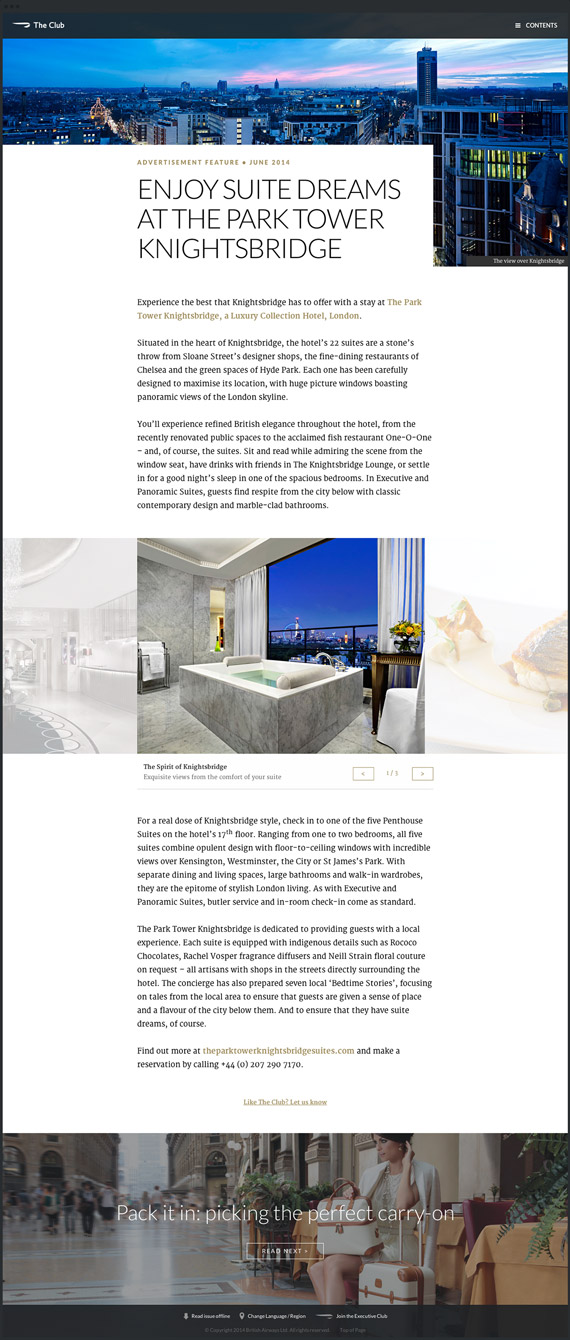 The Club
CONTENTS
ADVERTISEMENT FEATURE • JUNE 2014
ENJOY SUITE DREAMS
AT THE PARK TOWER
KNIGHTSBRIDGE
The view over Knightsbridge
Experience the best that Knightsbridge has to offer with a stay at The Park
Tower Knightsbridge, a Luxury Collection Hotel, London.
Situated in the heart of Knightsbridge, the hotel's 22 suites are a stone's
throw from Sloane Street's designer shops, the fine-dining restaurants of
Chelsea and the green spaces of Hyde Park. Each one has been carefully
designed to maximise its location, with huge picture windows boasting
panoramic views of the London skyline.
You'll experience refined British elegance throughout the hotel, from the
recently renovated public spaces to the acclaimed fish restaurant One-O-One
– and, of course, the suites. Sit and read while admiring the scene from the
window seat, have drinks with friends in The Knightsbridge Lounge, or settle
in for a good night's sleep in one of the spacious bedrooms. In Executive and
Panoramic Suites, guests find respite from the city below with classic
contemporary design and marble-clad bathrooms.
The Spirit of Knightsbridge
Exquisite views from the comfort of your suite
< 1 / 3 >
For a real dose of Knightsbridge style, check in to one of the five Penthouse
Suites on the hotel's 17th floor. Ranging from one to two bedrooms, all five
suites combine opulent design with floor-to-ceiling windows with incredible
views over Kensington, Westminster, the City or St James's Park. With
separate dining and living spaces, large bathrooms and walk-in wardrobes,
they are the epitome of stylish London living. As with Executive and
Panoramic Suites, butler service and in-room check-in come as standard.
The Park Tower Knightsbridge is dedicated to providing guests with a local
experience. Each suite is equipped with indigenous details such as Rococo
Chocolates, Rachel Vosper fragrance diffusers and Neill Strain floral couture
on request – all artisans with shops in the streets directly surrounding the
hotel. The concierge has also prepared seven local 'Bedtime Stories', focusing
on tales from the local area to ensure that guests are given a sense of place
and a flavour of the city below them. And to ensure that they have suite
dreams, of course.
Find out more at theparktowerknightsbridgesuites.com and make a
reservation by calling +44 (0) 207 290 7170.
Like The Club? Let us know
Pack it in: picking the perfect carry-on
READ NEXT >
Read issue offline
Change Language / Region
Join the Executive Club
© Copyright 2014 British Airways Ltd. All rights reserved.
Top of Page